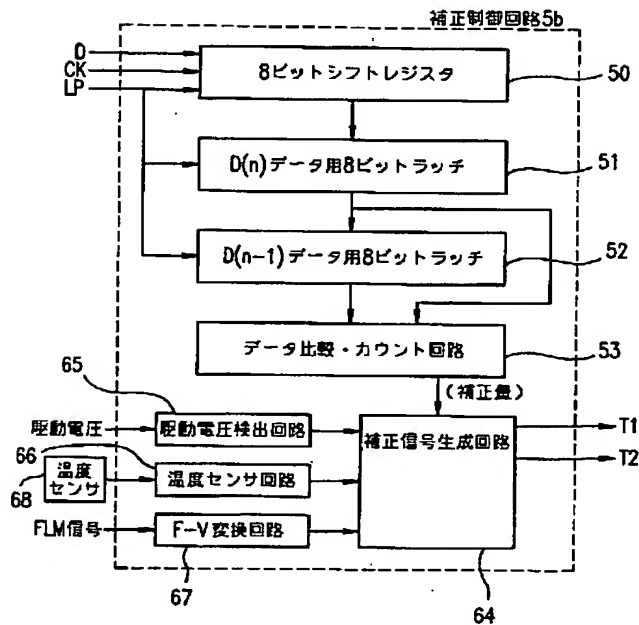 補正制御回路5b
D
CK
LP
8ビットシフトレジスタ
50
D(n)データ用8ビットラッチ
51
D(n-1)データ用8ビットラッチ
52
データ比較・カウント回路
53
(補正量)
65
駆動電圧
駆動電圧検出回路
補正信号生成回路
T1
T2
66
温度
センサ
68
温度センサ回路
FLM信号
F-V変換回路
67
64